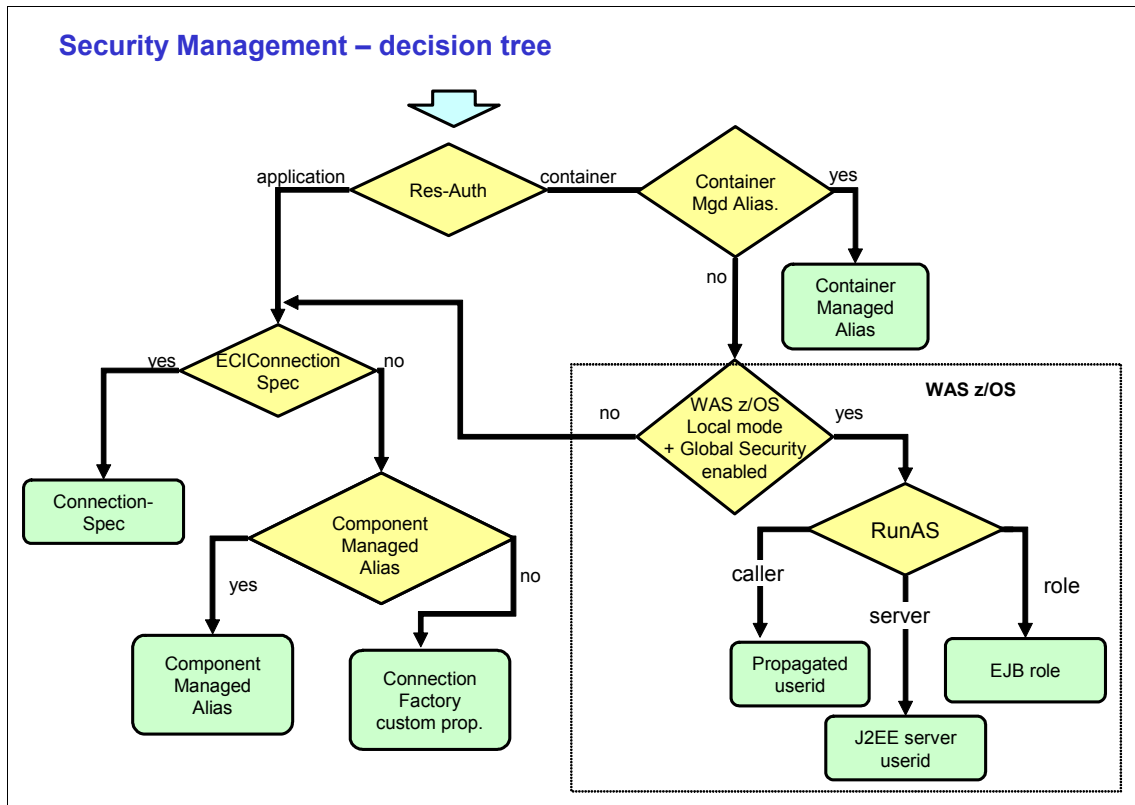 Security Management – decision tree
application
Res-Auth
container
Container
Mgd Alias.
yes
no
Container
Managed
Alias
yes
ECIConnection
Spec
no
WAS z/OS
no
WAS z/OS
Local mode
+ Global Security
enabled
yes
Connection-
Spec
Component
Managed
Alias
RunAS
yes
no
caller
server
role
Component
Managed
Alias
Connection
Factory
custom prop.
Propagated
userid
EJB role
J2EE server
userid